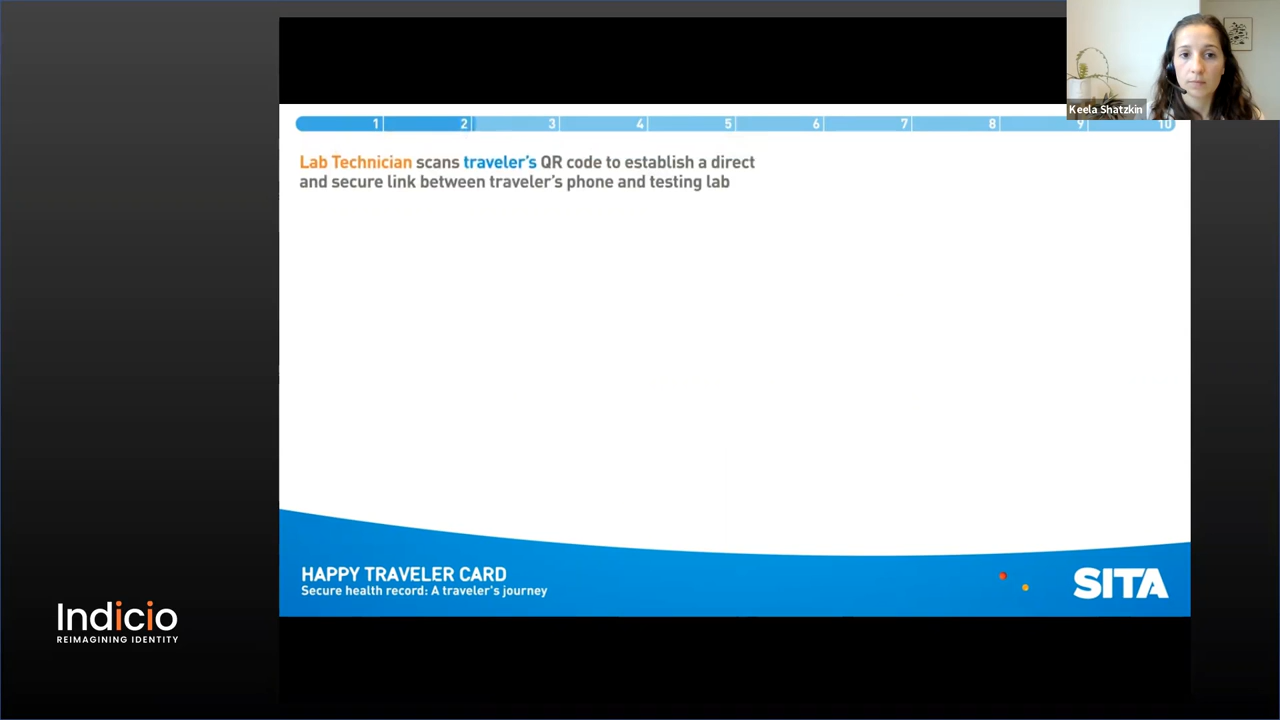 Keela Shatzkin
1 2 3 4 5 6 7 8 9 10
Lab Technician scans traveler's QR code to establish a direct
and secure link between traveler's phone and testing lab
HAPPY TRAVELER CARD
Secure health record: A traveler's journey
SITA
Indicio
REIMAGINING IDENTITY